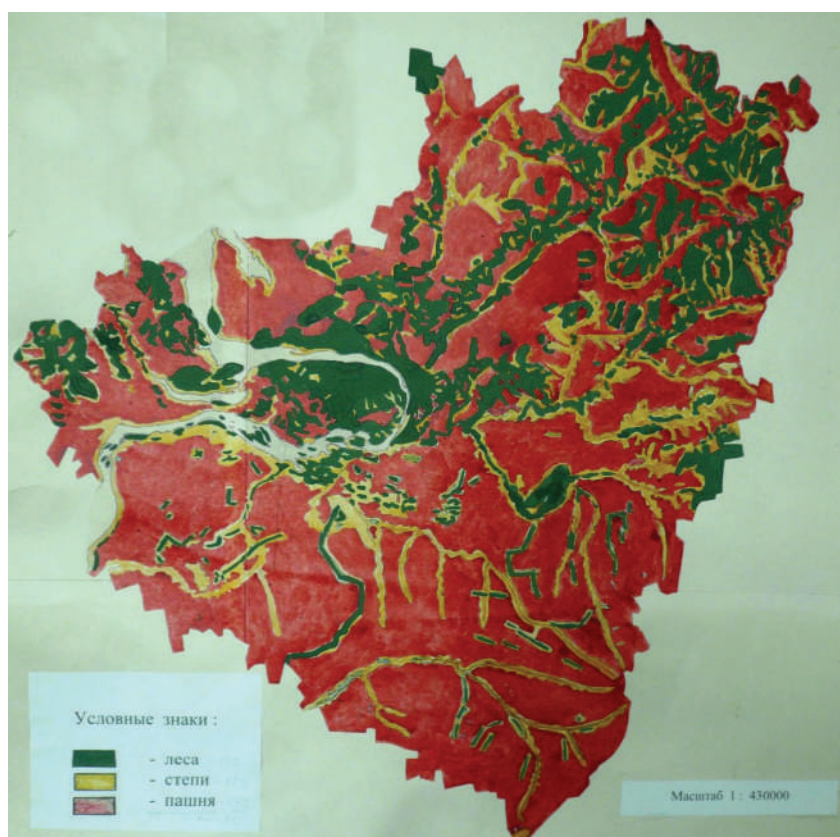 Условные знаки :
- леса
- степи
- пашня
Масштаб 1 : 430000